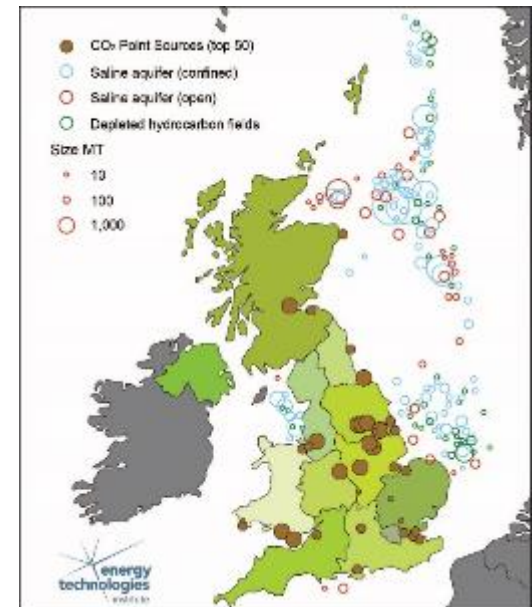 CO₂ Point Sources (top 50)
Saline aquifer (confined)
Saline aquifer (open)
Depleted hydrocarbon fields
Size MT
10
100
1,000
energy
technologies
institute